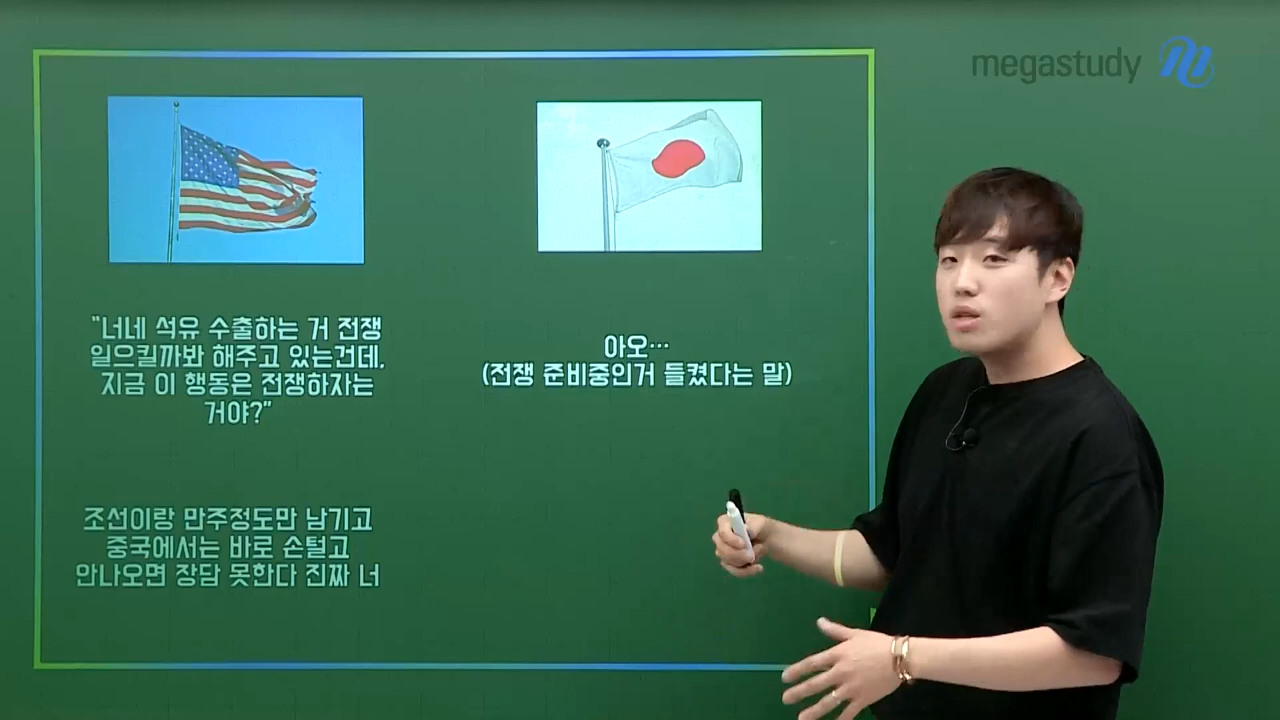 megastudy
"너네 석유 수출하는 거 전쟁
일으킬까봐 해주고 있는건데,
지금 이 행동은 전쟁하자는
거야?"
아오…
(전쟁 준비중인거 들켰다는 말)
조선이랑 만주정도만 남기고
중국에서는 바로 손털고
안나오면 장담 못한다 진짜 너